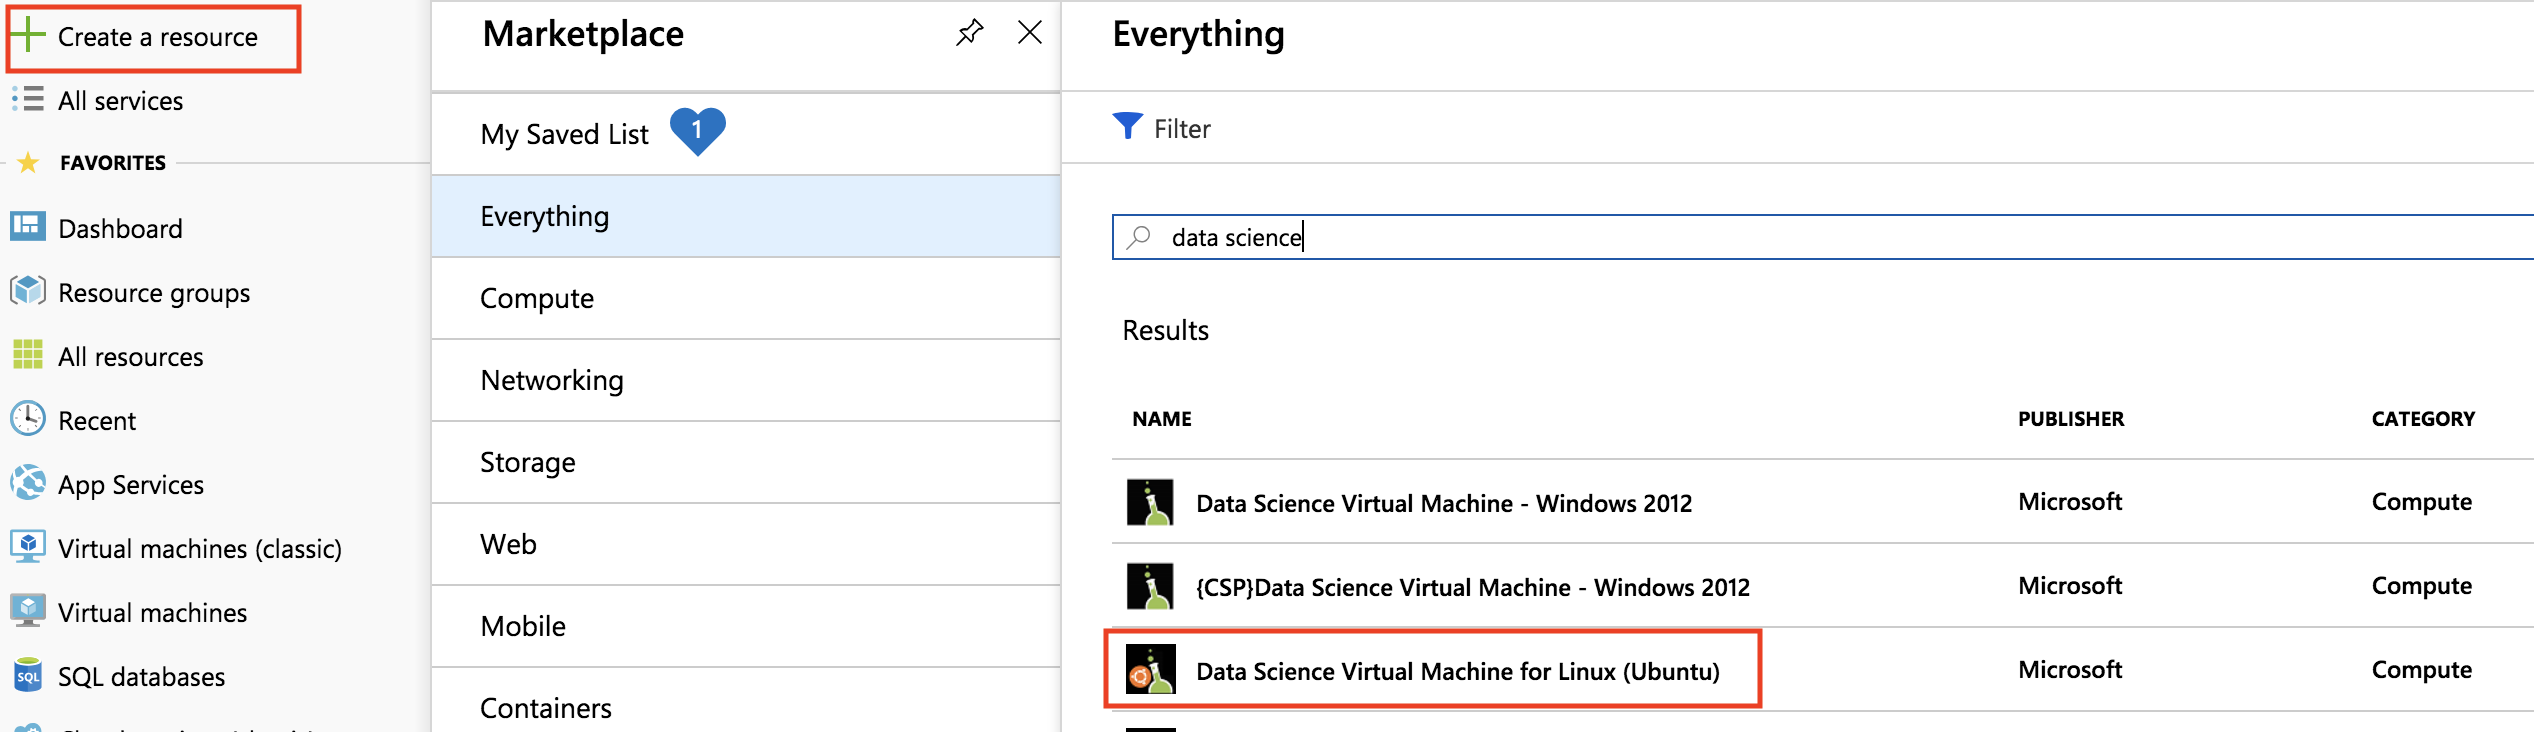 Create a resource
All services
FAVORITES
Dashboard
Resource groups
All resources
Recent
App Services
Virtual machines (classic)
Virtual machines
SQL databases
SQL
Marketplace
My Saved List 1
Everything
Compute
Networking
Storage
Web
Mobile
Containers
Everything
Filter
data science
Results
NAME PUBLISHER CATEGORY
Data Science Virtual Machine - Windows 2012 Microsoft Compute
{CSP}Data Science Virtual Machine - Windows 2012 Microsoft Compute
Data Science Virtual Machine for Linux (Ubuntu) Microsoft Compute